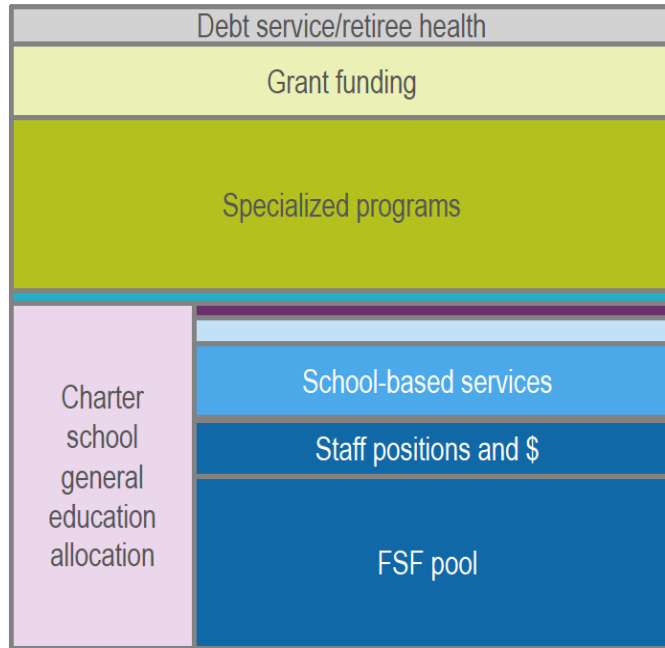 Debt service/retiree health
Grant funding
Specialized programs
Charter
school
general
education
allocation
School-based services
Staff positions and $
FSF pool